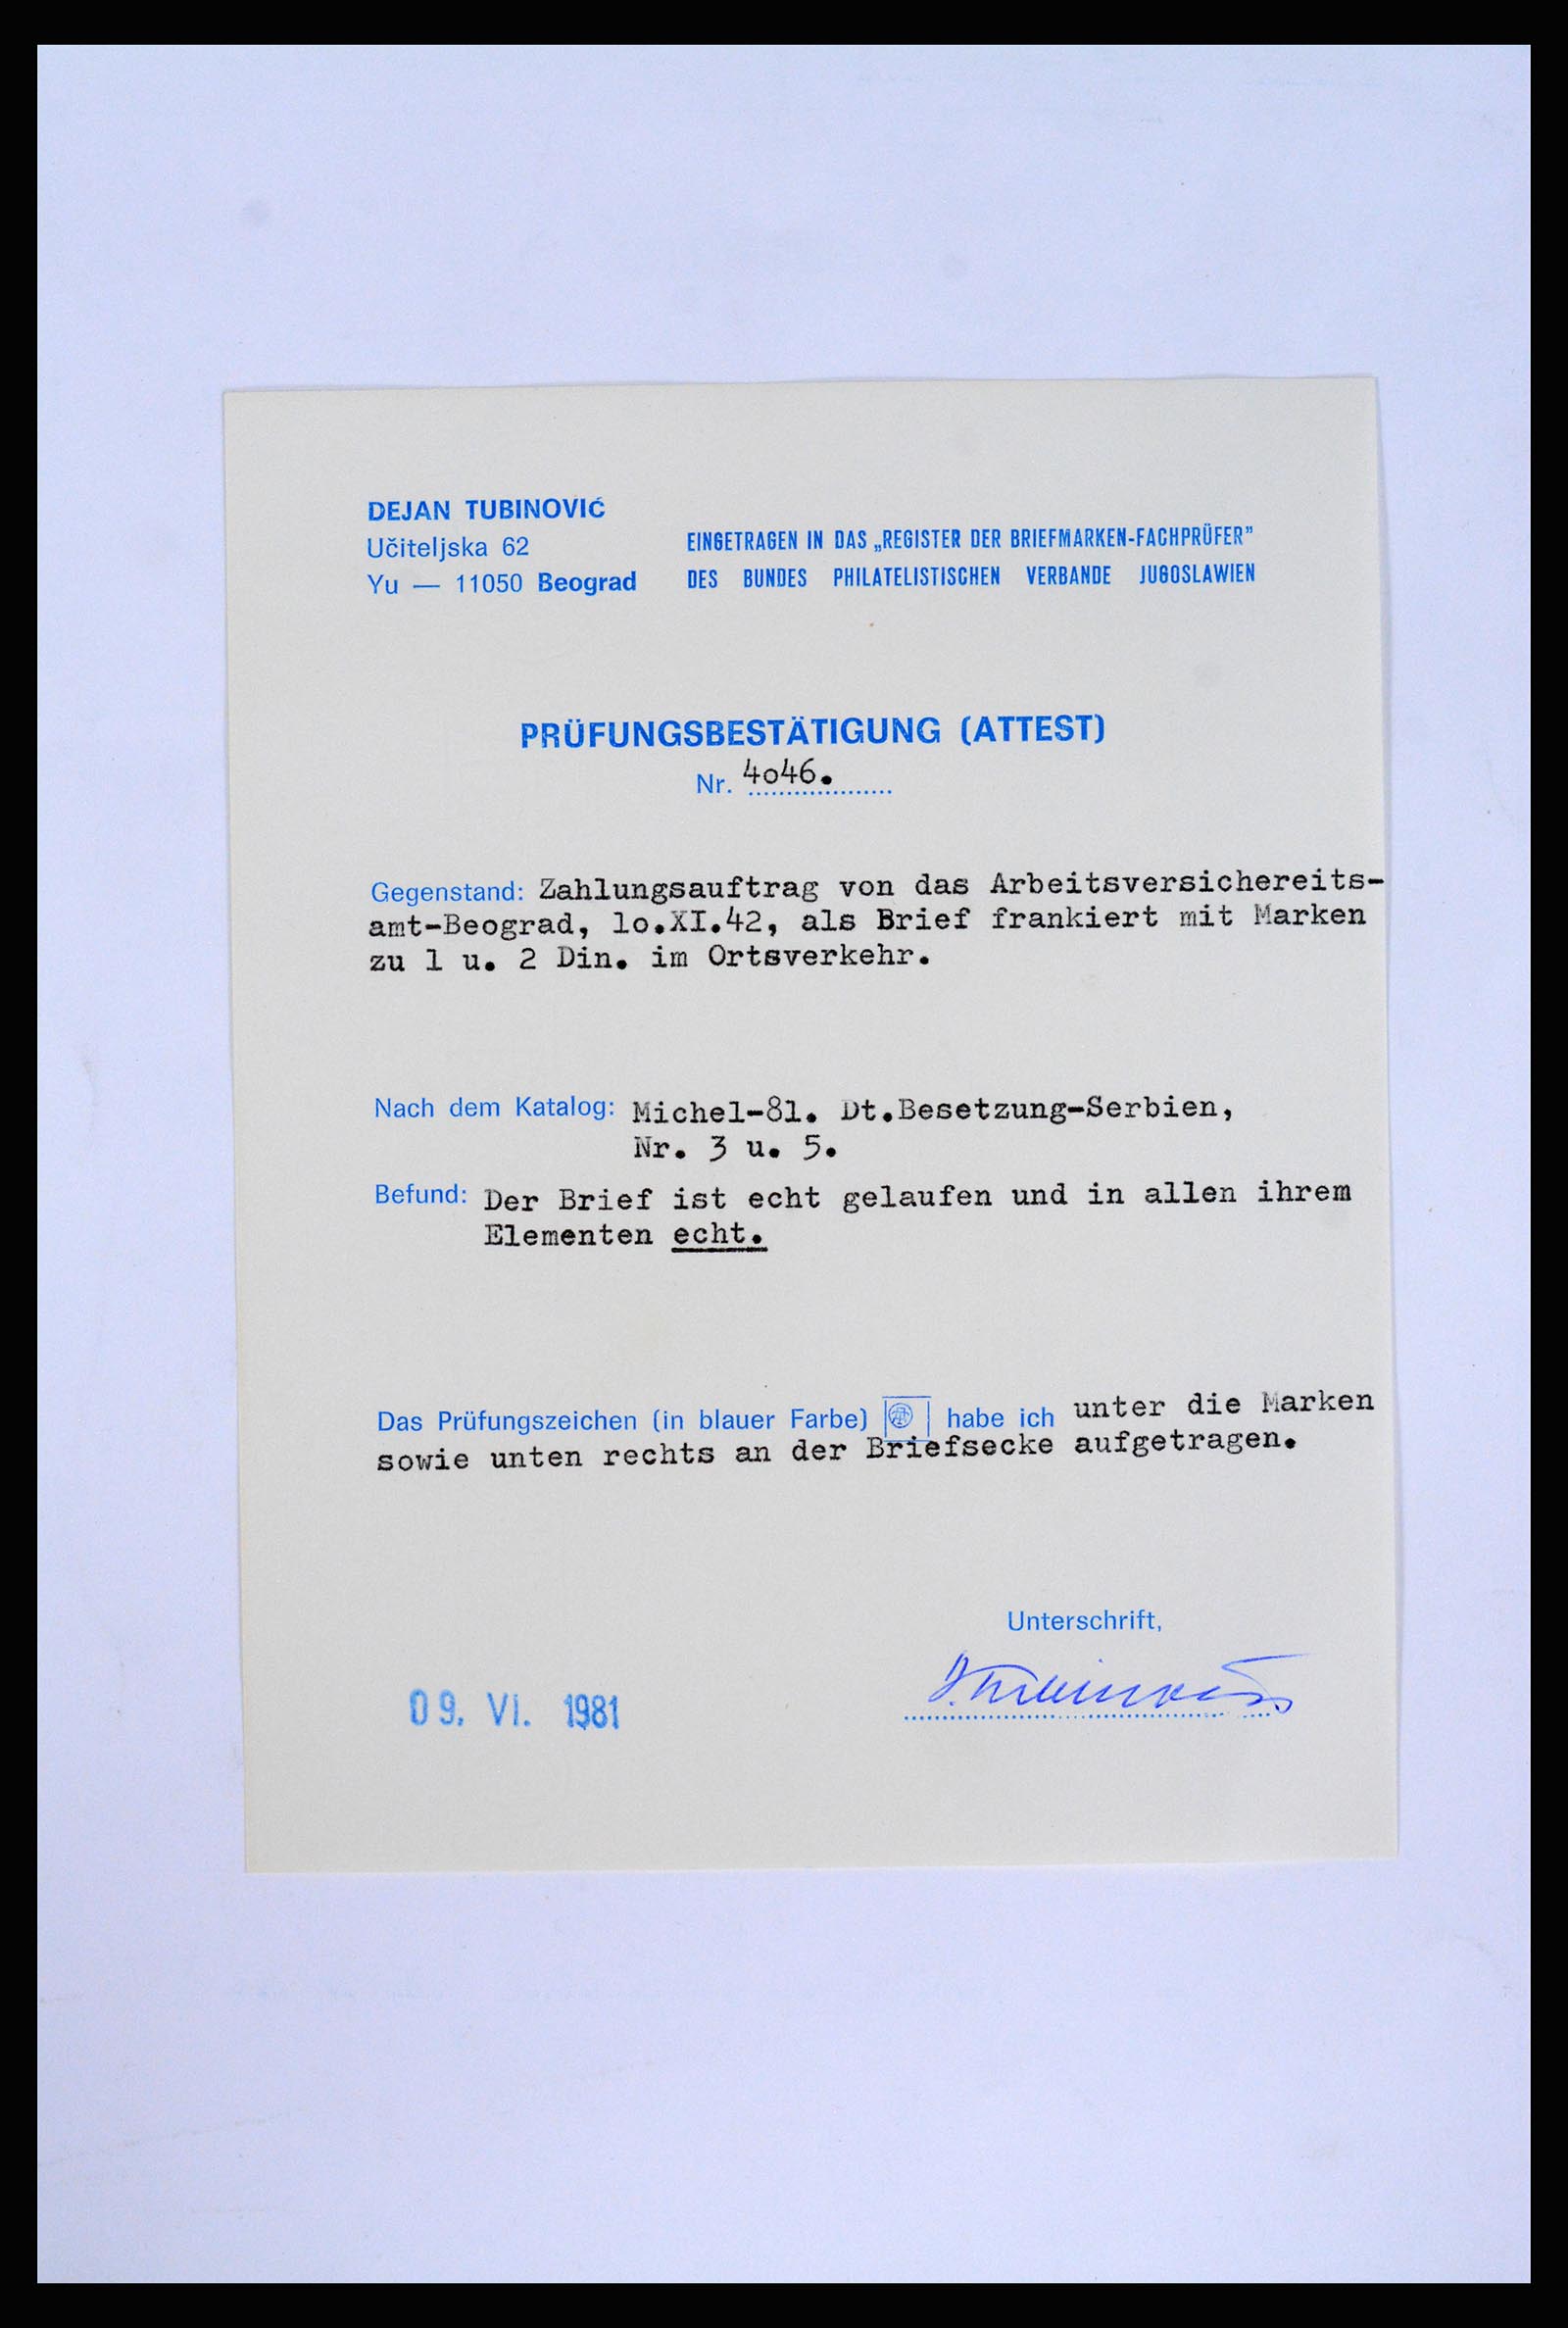 DEJAN TUBINOVIĆ
Učiteljska 62
Yu — 11050 Beograd
EINGETRAGEN IN DAS „REGISTER DER BRIEFMARKEN-FACHPRÜFER”
DES BUNDES PHILATELISTISCHEN VERBANDE JUGOSLAWIEN
PRÜFUNGSBESTÄTIGUNG (ATTEST)
Nr. 4o46.
Gegenstand: Zahlungsauftrag von das Arbeitsversichereits-
amt-Beograd, lo.XI.42, als Brief frankiert mit Marken
zu l u. 2 Din. im Ortsverkehr.
Nach dem Katalog: Michel-81. Dt.Besetzung-Serbien,
Nr. 3 u. 5.
Befund: Der Brief ist echt gelaufen und in allen ihrem
Elementen echt.
Das Prüfungszeichen (in blauer Farbe) habe ich unter die Marken
sowie unten rechts an der Briefsecke aufgetragen.
Unterschrift,
09. VI. 1981